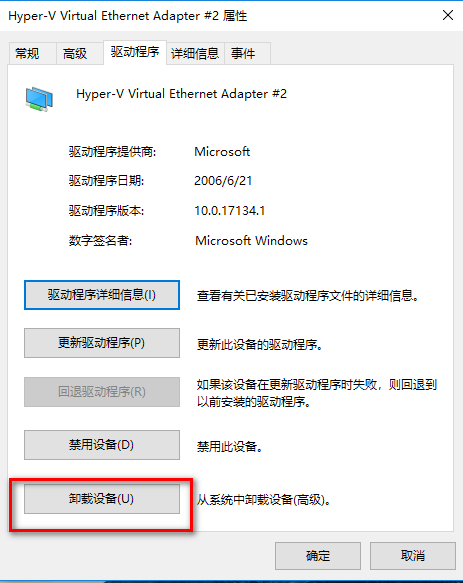 Hyper-V Virtual Ethernet Adapter #2 属性
常规 高级 驱动程序 详细信息 事件
Hyper-V Virtual Ethernet Adapter #2
驱动程序提供商: Microsoft
驱动程序日期: 2006/6/21
驱动程序版本: 10.0.17134.1
数字签名者: Microsoft Windows
驱动程序详细信息(I) 查看有关已安装驱动程序文件的详细信息。
更新驱动程序(P) 更新此设备的驱动程序。
回退驱动程序(R) 如果该设备在更新驱动程序时失败，则回退到
以前安装的驱动程序。
禁用设备(D) 禁用此设备。
卸载设备(U) 从系统中卸载设备(高级)。
确定 取消